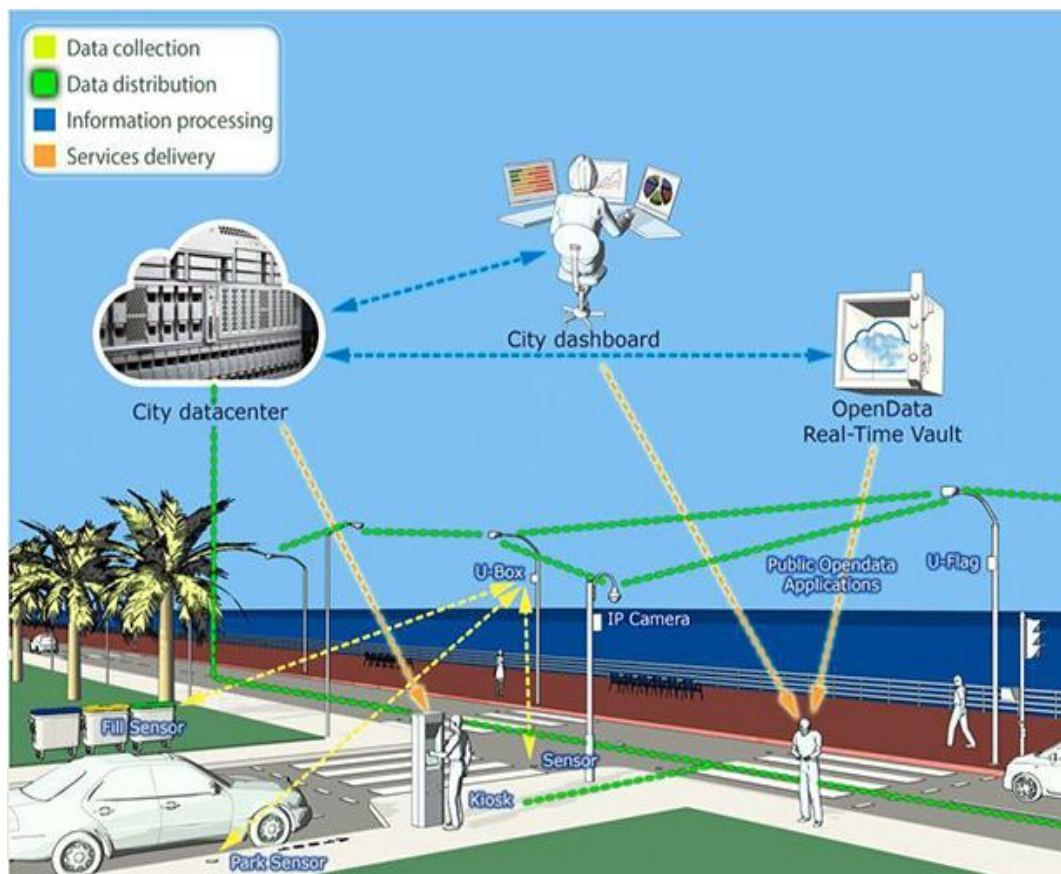 Data collection
Data distribution
Information processing
Services delivery
City dashboard
City datacenter
OpenData
Real-Time Vault
U-Box
Public Opendata
Applications
U-Flag
IP Camera
Fill Sensor
Sensor
Kiosk
Park Sensor